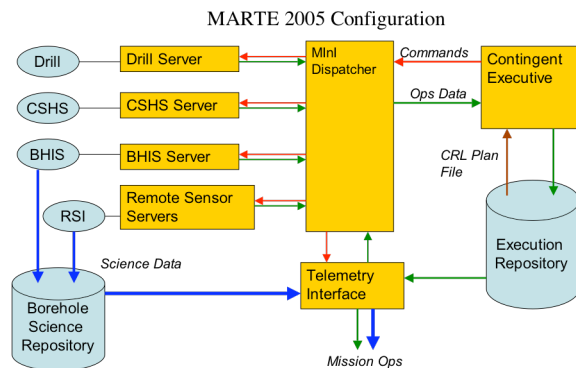 MARTE 2005 Configuration
Drill
Drill Server
MInI
Dispatcher
Commands
Contingent
Executive
CSHS
CSHS Server
Ops Data
BHIS
BHIS Server
CRL Plan
File
RSI
Remote Sensor
Servers
Execution
Repository
Science Data
Telemetry
Interface
Borehole
Science
Repository
Mission Ops